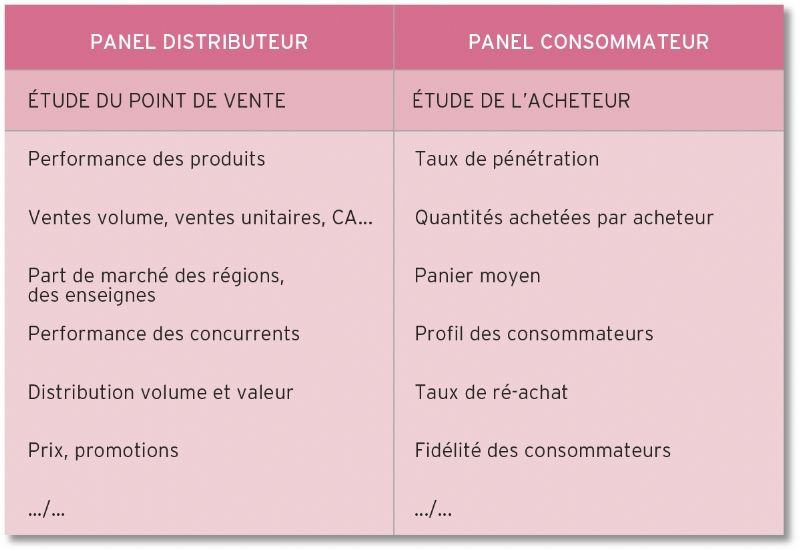 PANEL DISTRIBUTEUR
PANEL CONSOMMATEUR
ÉTUDE DU POINT DE VENTE
ÉTUDE DE L'ACHETEUR
Performance des produits
Taux de pénétration
Ventes volume, ventes unitaires, CA...
Quantités achetées par acheteur
Part de marché des régions,
des enseignes
Panier moyen
Performance des concurrents
Profil des consommateurs
Distribution volume et valeur
Taux de ré-achat
Prix, promotions
Fidélité des consommateurs
.../...
.../...